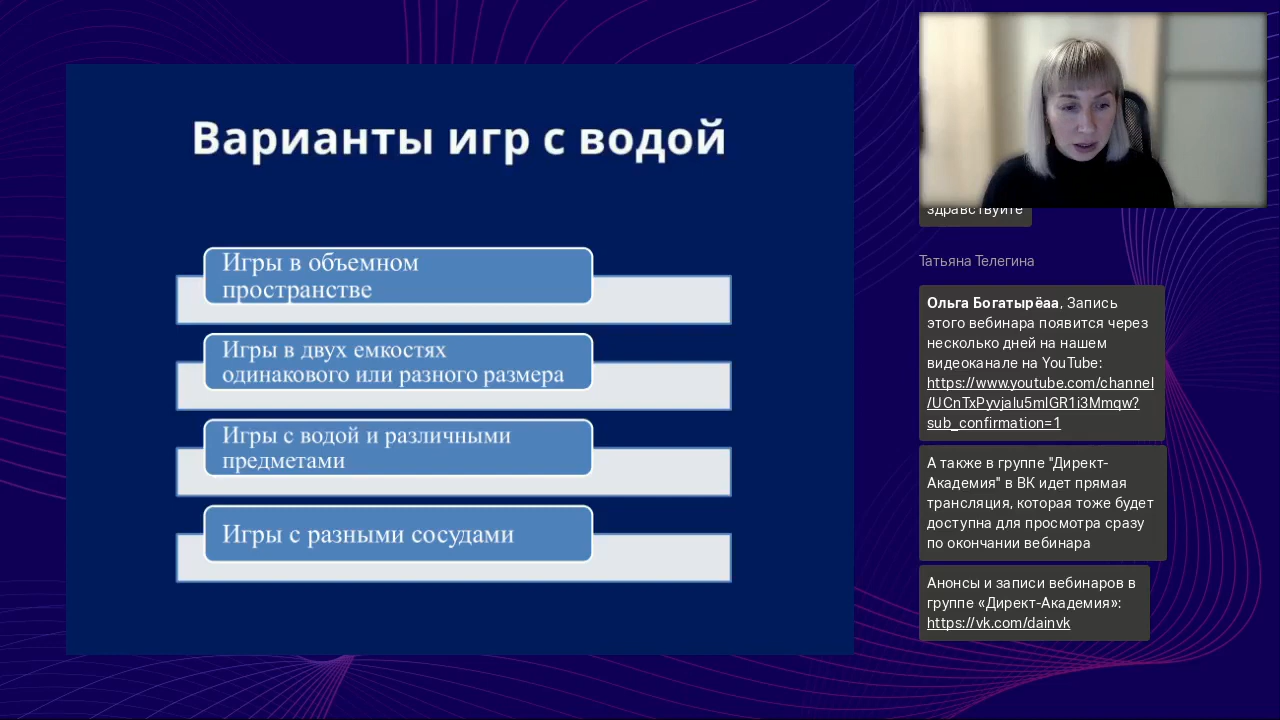 Варианты игр с водой
Игры в объемном
пространстве
Игры в двух емкостях
одинакового или разного размера
Игры с водой и различными
предметами
Игры с разными сосудами
здравствуйте
Татьяна Телегина
Ольга Богатырёаа, Запись
этого вебинара появится через
несколько дней на нашем
видеоканале на YouTube:
https://www.youtube.com/channel
/UCnTxPyvjaIu5mlGR1i3Mmqw?
sub_confirmation=1
А также в группе "Директ-
Академия" в ВК идет прямая
трансляция, которая тоже будет
доступна для просмотра сразу
по окончании вебинара
Анонсы и записи вебинаров в
группе «Директ-Академия»:
https://vk.com/dainvk